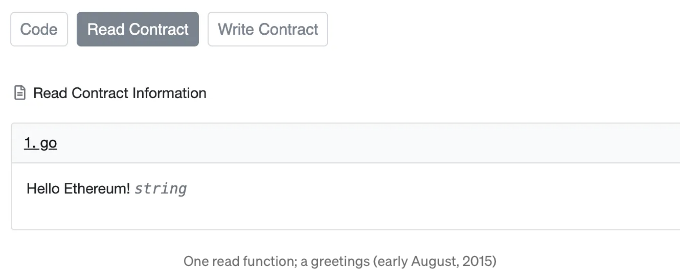 Code Read Contract Write Contract
Read Contract Information
1. go
Hello Ethereum! string
One read function; a greetings (early August, 2015)